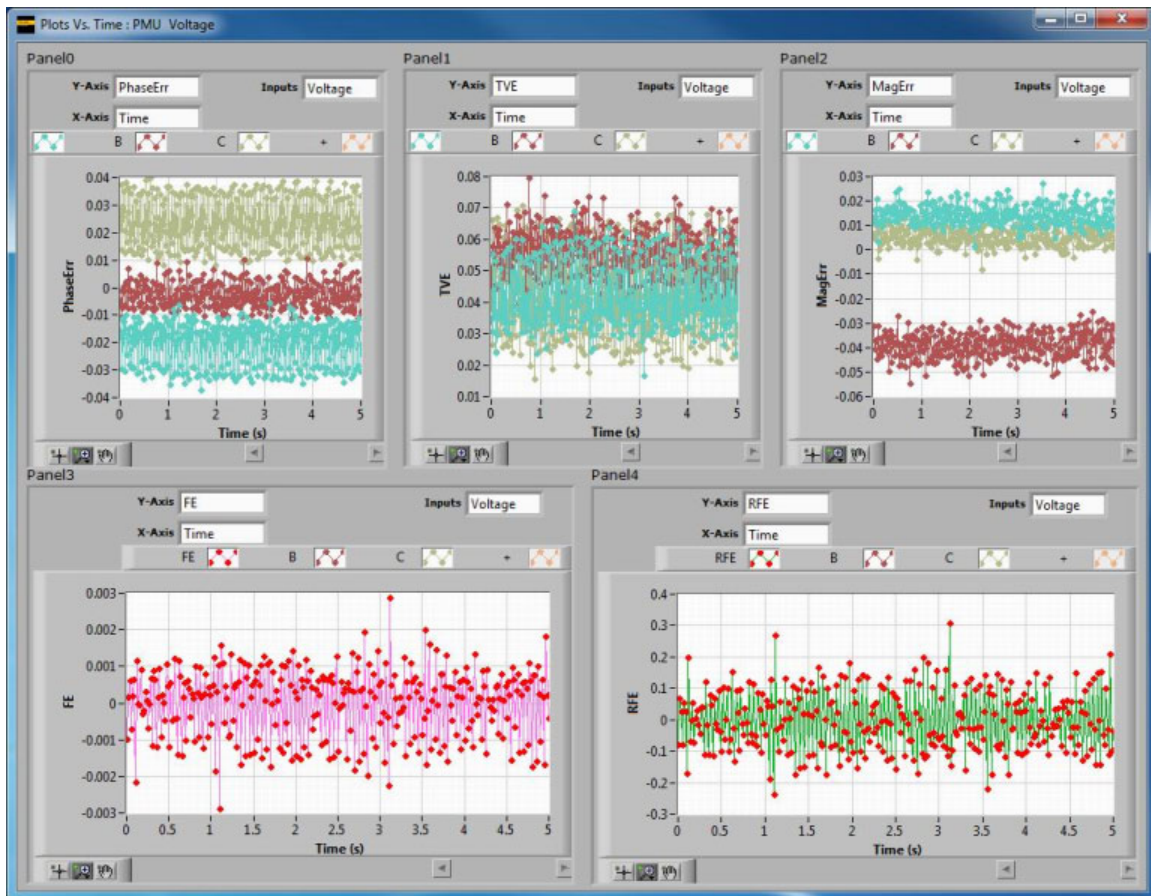 Plots Vs. Time : PMU Voltage
Panel0
Y-Axis PhaseErr Inputs Voltage
X-Axis Time
B C +
0.04
0.03
0.02
0.01
0
-0.01
-0.02
-0.03
-0.04
PhaseErr
0 1 2 3 4 5
Time (s)
Panel1
Y-Axis TVE Inputs Voltage
X-Axis Time
B C +
0.08
0.07
0.06
0.05
0.04
0.03
0.02
0.01
TVE
0 1 2 3 4 5
Time (s)
Panel2
Y-Axis MagErr Inputs Voltage
X-Axis Time
B C +
0.03
0.02
0.01
0
-0.01
-0.02
-0.03
-0.04
-0.05
-0.06
MagErr
0 1 2 3 4 5
Time (s)
Panel3
Y-Axis FE Inputs Voltage
X-Axis Time
FE B C +
0.003
0.002
0.001
0
-0.001
-0.002
-0.003
FE
0 0.5 1 1.5 2 2.5 3 3.5 4 4.5 5
Time (s)
Panel4
Y-Axis RFE Inputs Voltage
X-Axis Time
RFE B C +
0.4
0.3
0.2
0.1
0
-0.1
-0.2
-0.3
RFE
0 0.5 1 1.5 2 2.5 3 3.5 4 4.5 5
Time (s)